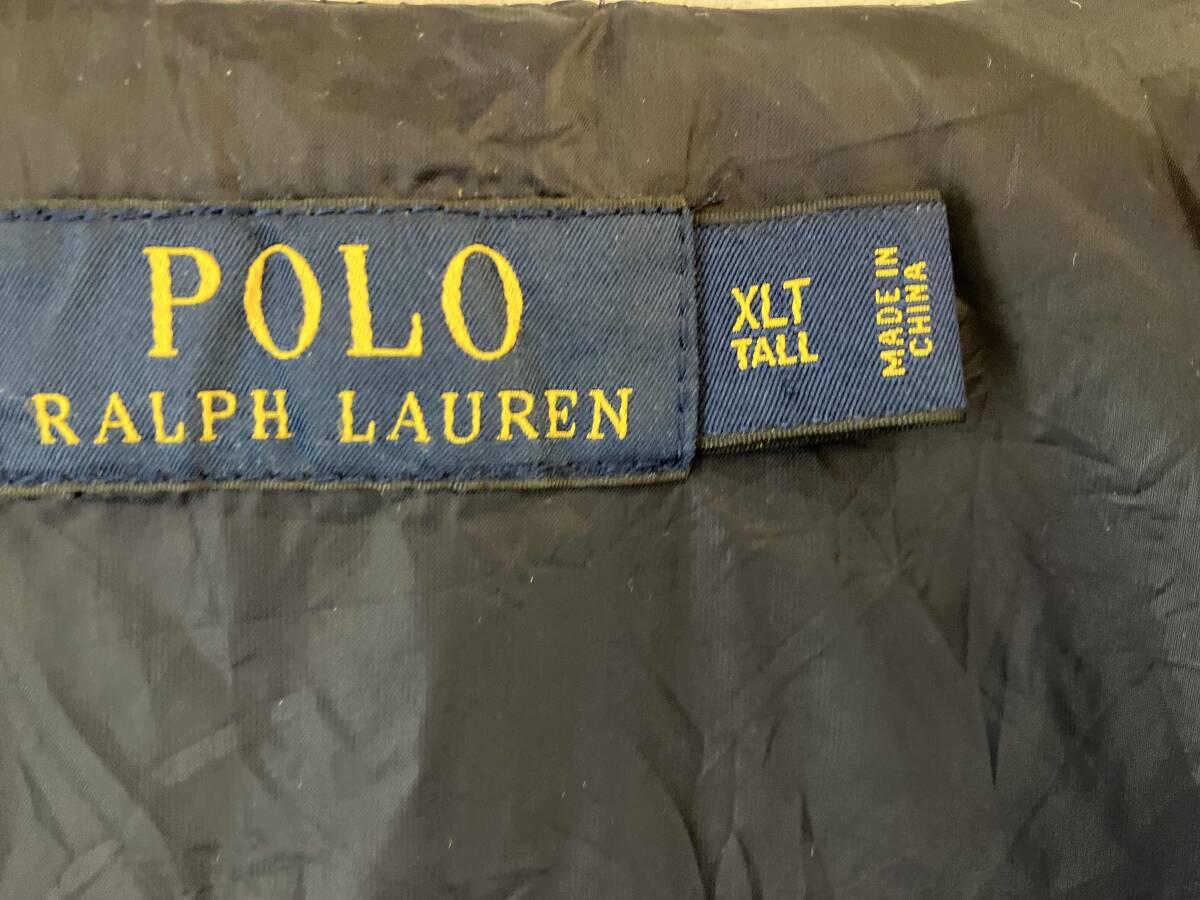 POLO
RALPH LAUREN
XLT
TALL
MADE IN
CHINA